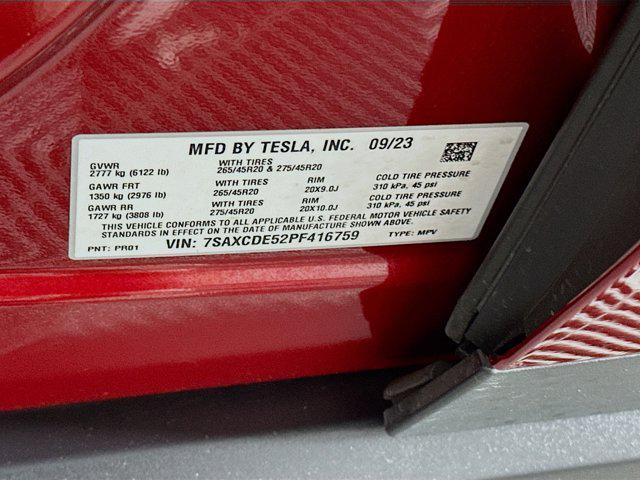 MFD BY TESLA, INC. 09/23
GVWR
2777 kg (6122 lb)
WITH TIRES
265/45R20 & 275/45R20
GAWR FRT
1350 kg (2976 lb)
WITH TIRES
265/45R20
RIM
20X9.0J
COLD TIRE PRESSURE
310 kPa, 45 psi
GAWR RR
1727 kg (3808 lb)
WITH TIRES
275/45R20
RIM
20X10.0J
COLD TIRE PRESSURE
310 kPa, 45 psi
THIS VEHICLE CONFORMS TO ALL APPLICABLE U.S. FEDERAL MOTOR VEHICLE SAFETY
STANDARDS IN EFFECT ON THE DATE OF MANUFACTURE SHOWN ABOVE.
PNT: PR01 VIN: 7SAXCDE52PF416759 TYPE: MPV